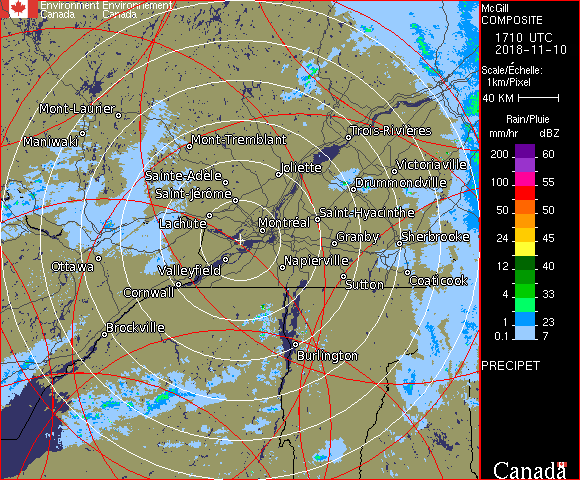 Environment Environnement
Canada Canada
McGill
COMPOSITE
1710 UTC
2018-11-10
Scale/Échelle:
1km/Pixel
40 KM
Rain/Pluie
mm/hr dBZ
200 60
100 55
50 50
24 45
12 40
4 33
1 23
0.1 7
PRECIPET
Canada
Mont-Laurier
Maniwaki
Mont-Tremblant
Trois-Rivières
Sainte-Adèle
Joliette
Victoriaville
Saint-Jérôme
Drummondville
Lachute
Montréal
Saint-Hyacinthe
Granby
Sherbrooke
Ottawa
Valleyfield
Napierville
Cornwall
Sutton
Coaticook
Brockville
Burlington